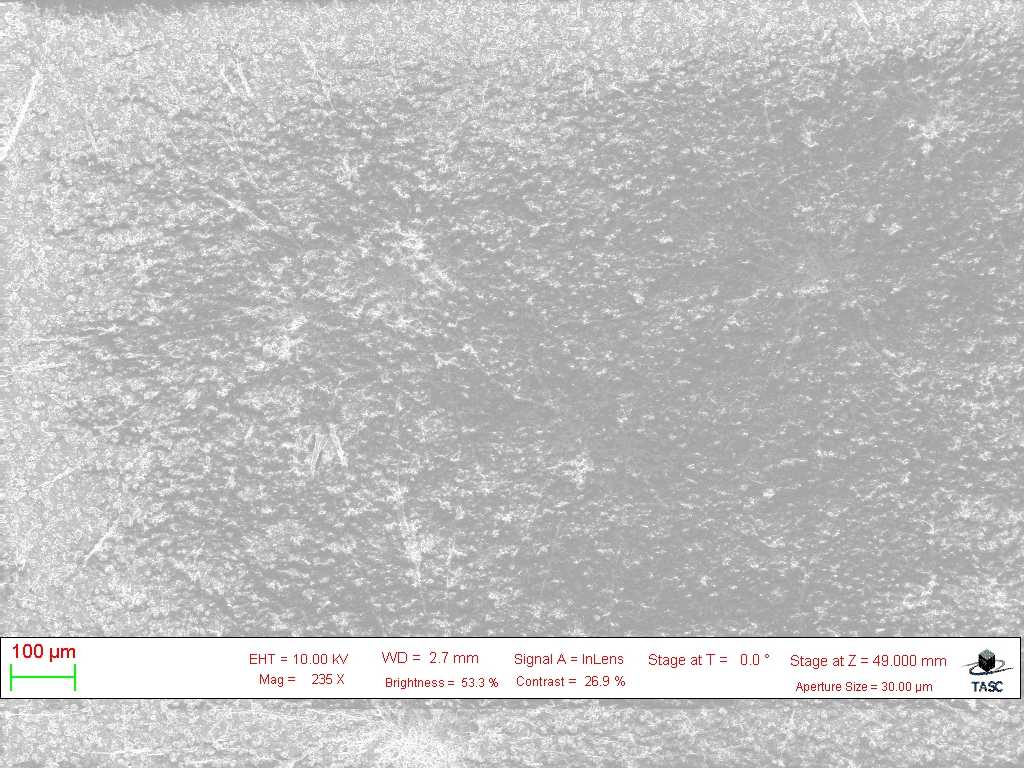 100 µm
EHT = 10.00 kV
Mag = 235 X
WD = 2.7 mm
Brightness = 53.3 %
Signal A = InLens
Contrast = 26.9 %
Stage at T = 0.0 °
Stage at Z = 49.000 mm
Aperture Size = 30.00 µm
TASC